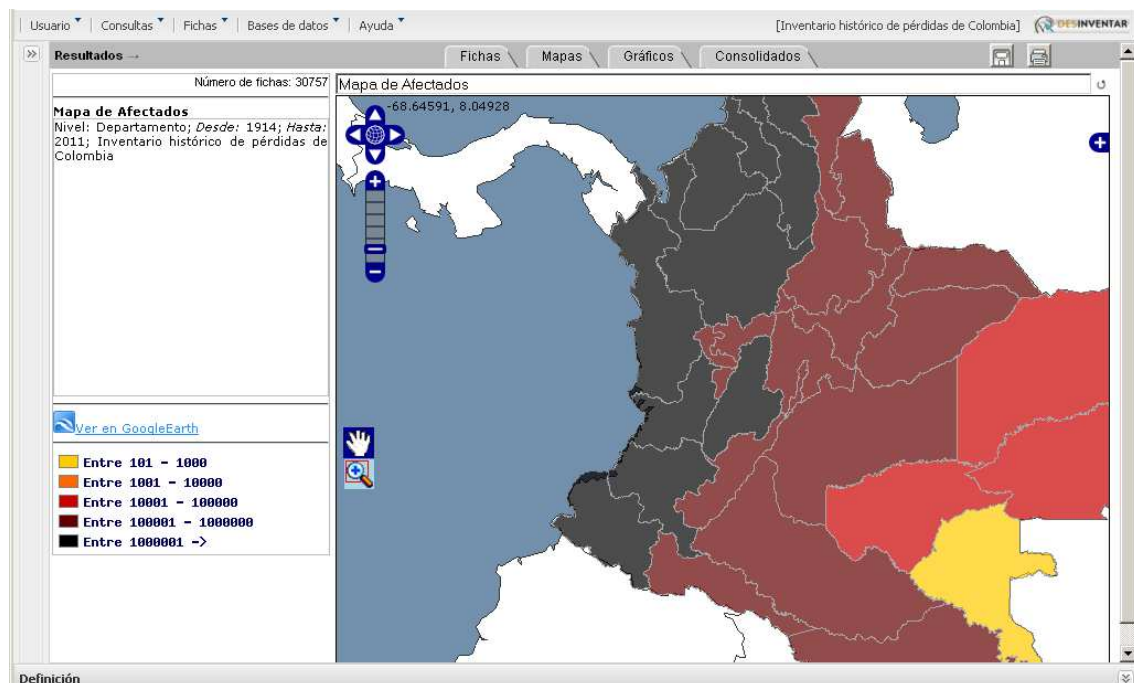 Usuario Consultas Fichas Bases de datos Ayuda [Inventario histórico de pérdidas de Colombia] DESINVENTAR
Resultados → Fichas Mapas Gráficos Consolidados
Número de fichas: 30757
Mapa de Afectados
Nivel: Departamento; Desde: 1914; Hasta:
2011; Inventario histórico de pérdidas de
Colombia
Ver en GoogleEarth
Entre 101 - 1000
Entre 1001 - 10000
Entre 10001 - 100000
Entre 100001 - 1000000
Entre 1000001 ->
Mapa de Afectados
-68.64591, 8.04928
Definición